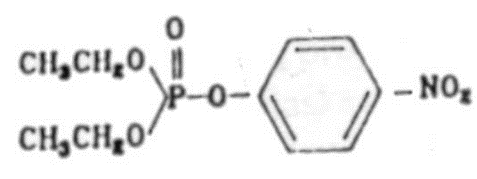 O
CH₃CH₂O
P-O-
-NO₂
CH₃CH₂O